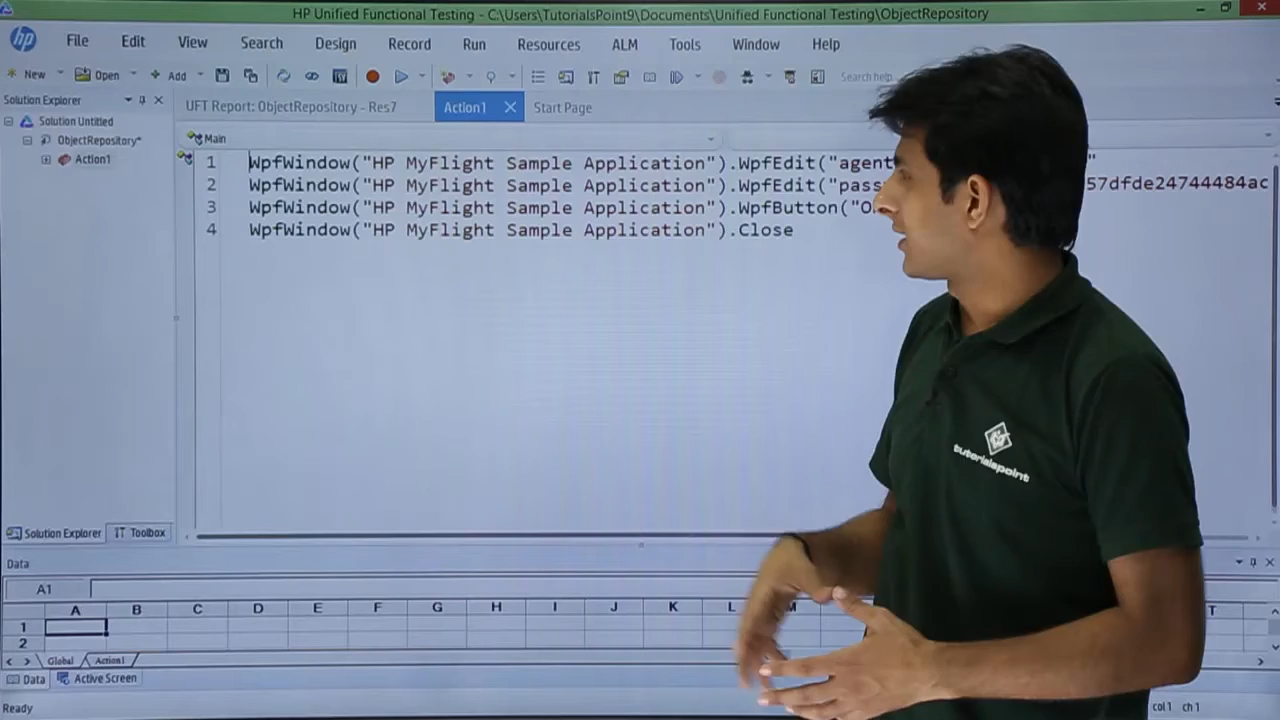 HP Unified Functional Testing - C:\Users\TutorialsPoint9\Documents\Unified Functional Testing\ObjectRepository
hp File Edit View Search Design Record Run Resources ALM Tools Window Help
New Open Add Search help
Solution Explorer
UFT Report: ObjectRepository - Res7 Action1 Start Page
Solution Untitled
ObjectRepository*
Action1
Main
1 WpfWindow("HP MyFlight Sample Application").WpfEdit("agent "
2 WpfWindow("HP MyFlight Sample Application").WpfEdit("pass 57dfde24744484ac
3 WpfWindow("HP MyFlight Sample Application").WpfButton("O
4 WpfWindow("HP MyFlight Sample Application").Close
tutorialspoint
Solution Explorer Toolbox
Data
A1
A B C D E F G H I J K L M T
1
2
Global Action1
Data Active Screen
Ready col 1 ch 1